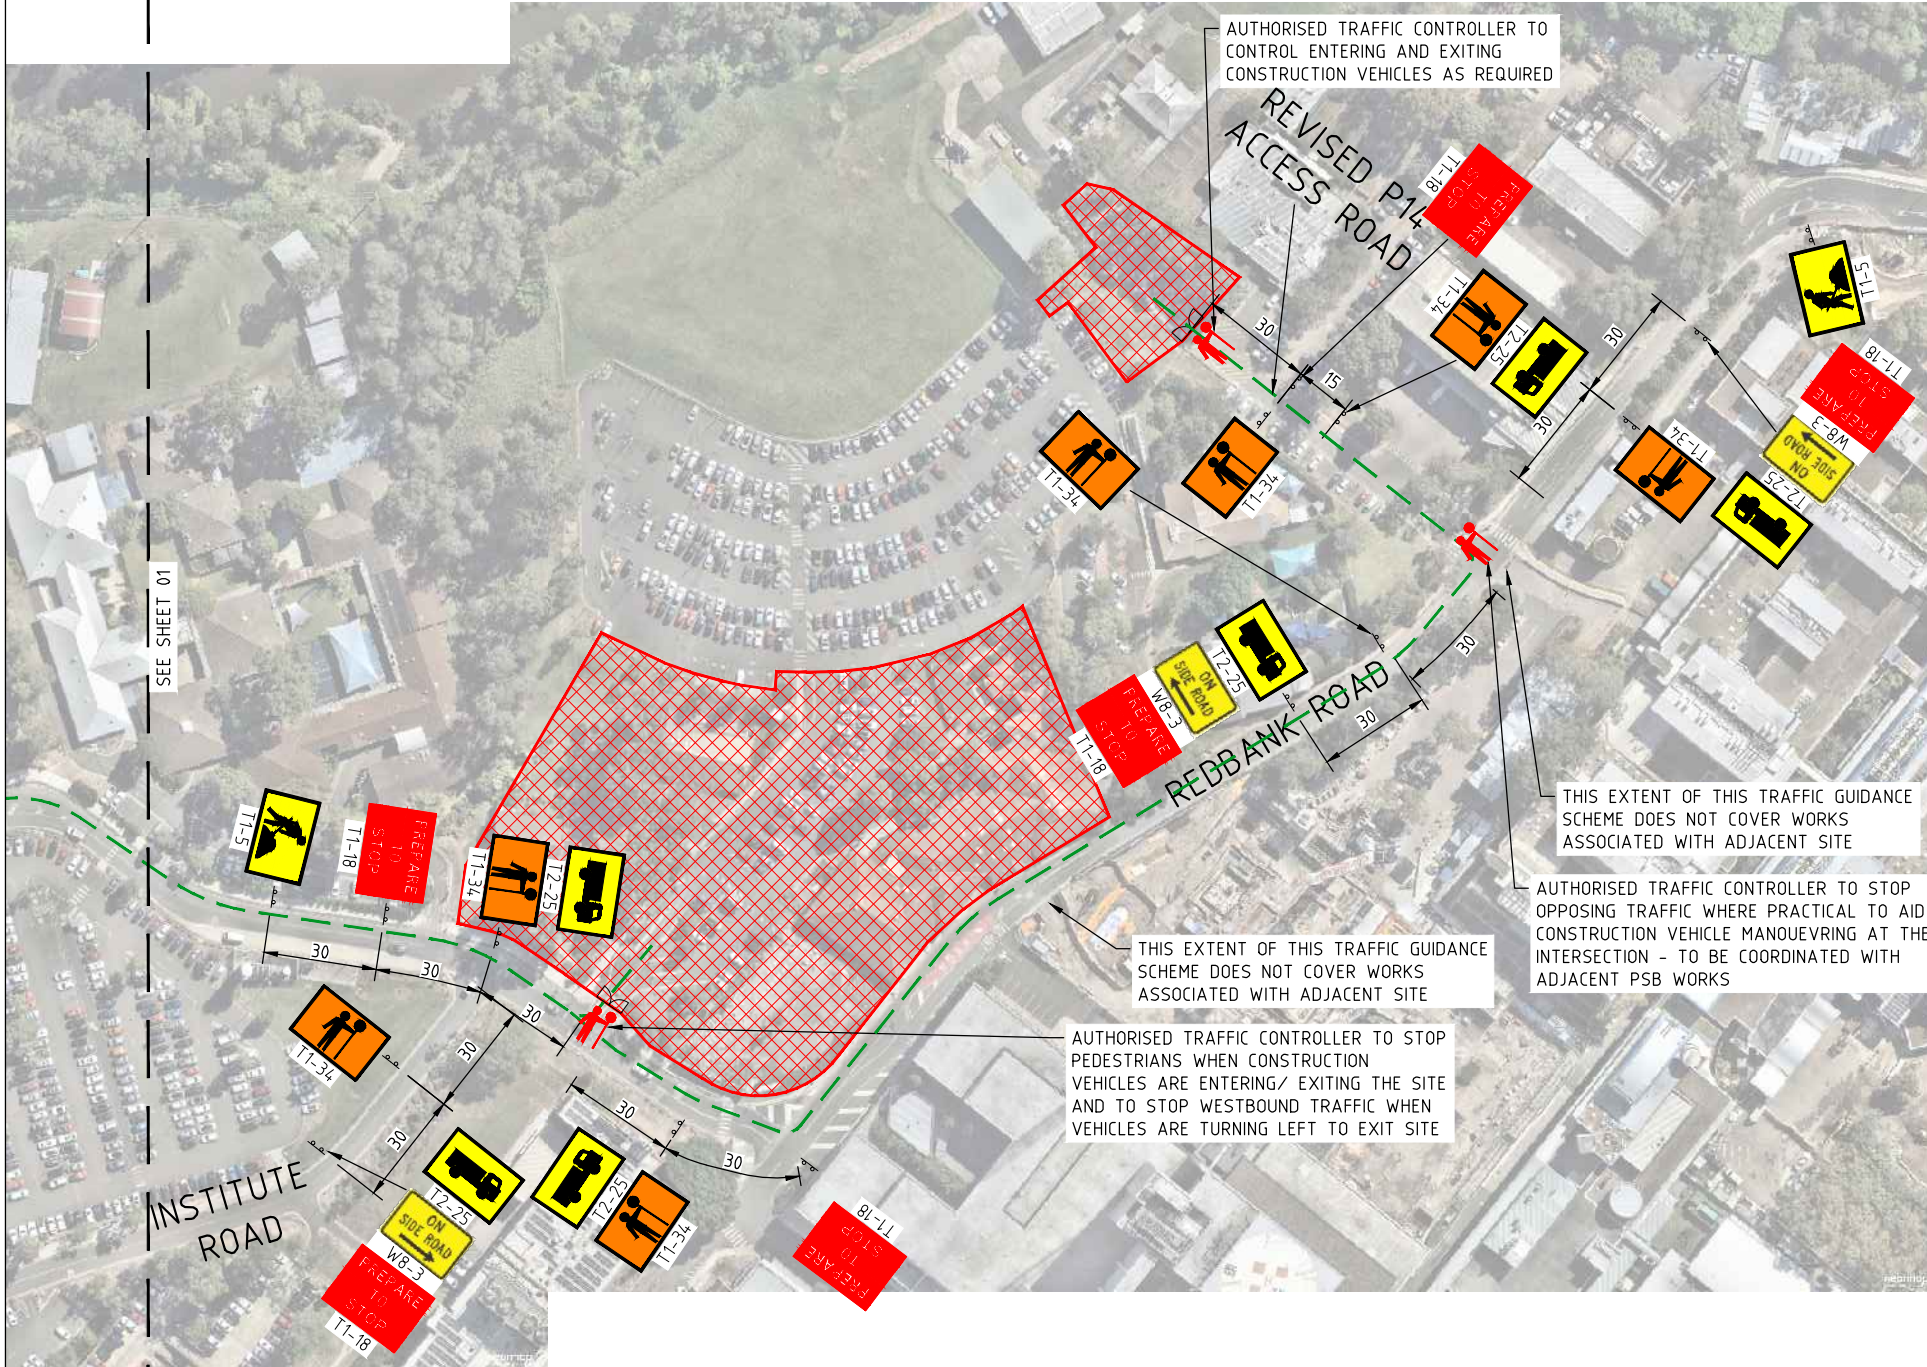 AUTHORISED TRAFFIC CONTROLLER TO
CONTROL ENTERING AND EXITING
CONSTRUCTION VEHICLES AS REQUIRED
REVISED P14
ACCESS ROAD
T1-18
PREPARE
TO
STOP
T1-34
T2-25
30
15
30
30
T1-5
T1-18
PREPARE
TO
STOP
W8-3
ON
SIDE ROAD
T2-25
T1-34
T1-34
T1-34
SEE SHEET 01
T2-25
ON
SIDE ROAD
W8-3
PREPARE
TO
STOP
T1-18
REDBANK ROAD
30
30
THIS EXTENT OF THIS TRAFFIC GUIDANCE
SCHEME DOES NOT COVER WORKS
ASSOCIATED WITH ADJACENT SITE
AUTHORISED TRAFFIC CONTROLLER TO STOP
OPPOSING TRAFFIC WHERE PRACTICAL TO AID
CONSTRUCTION VEHICLE MANOUEVRING AT THE
INTERSECTION - TO BE COORDINATED WITH
ADJACENT PSB WORKS
THIS EXTENT OF THIS TRAFFIC GUIDANCE
SCHEME DOES NOT COVER WORKS
ASSOCIATED WITH ADJACENT SITE
AUTHORISED TRAFFIC CONTROLLER TO STOP
PEDESTRIANS WHEN CONSTRUCTION
VEHICLES ARE ENTERING/ EXITING THE SITE
AND TO STOP WESTBOUND TRAFFIC WHEN
VEHICLES ARE TURNING LEFT TO EXIT SITE
T1-5
T1-18
PREPARE
TO
STOP
T1-34
T2-25
30
30
30
30
30
30
30
T1-34
INSTITUTE
ROAD
T2-25
ON
SIDE ROAD
W8-3
PREPARE
TO
STOP
T1-18
T2-25
T1-34
T1-18
PREPARE
TO
STOP
nearmap